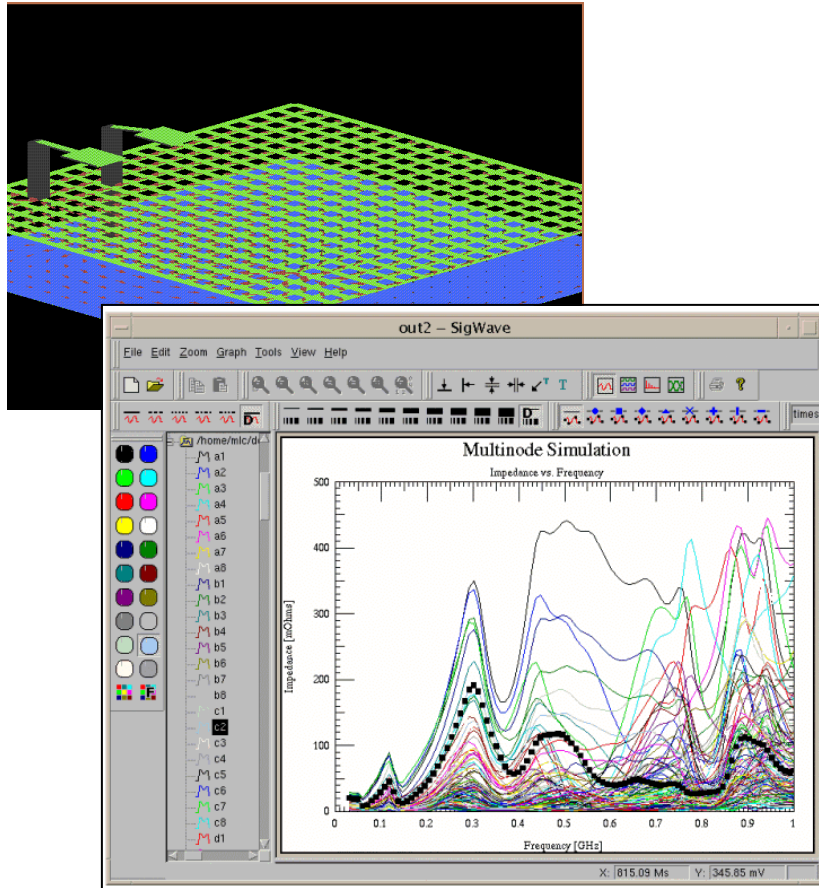 out2 – SigWave
File Edit Zoom Graph Tools View Help
T T
D
D
times
/home/mlc/d
a1
a2
a3
a4
a5
a6
a7
a8
b1
b2
b3
b4
b5
b6
b7
b8
c1
c2
c3
c4
c5
c6
c7
c8
d1
F
Multinode Simulation
Impedance vs. Frequency
Impedance [mOhms]
500
400
300
200
100
0
0 0.1 0.2 0.3 0.4 0.5 0.6 0.7 0.8 0.9 1
Frequency [GHz]
X: 815.09 Ms Y: 345.65 mV